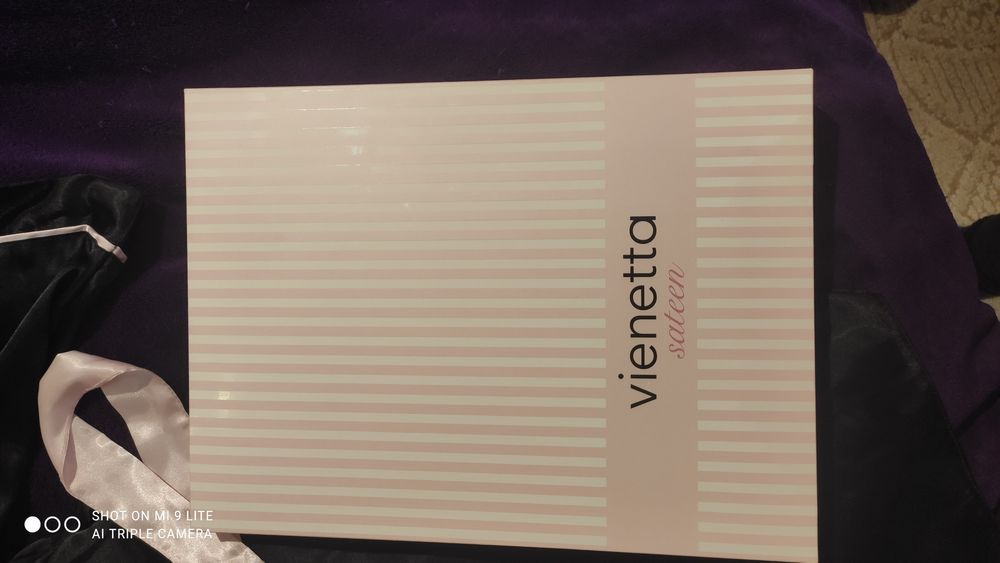 vienetta
sateen
SHOT ON MI 9 LITE
AI TRIPLE CAMERA